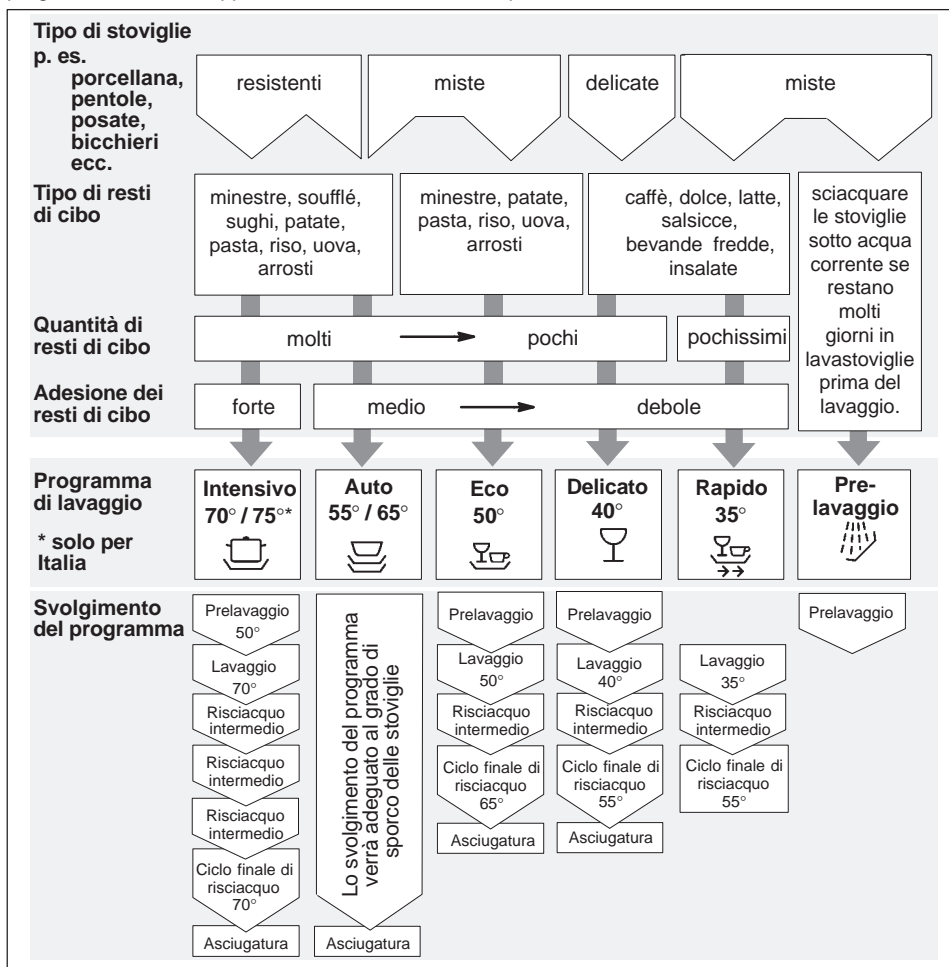 Tipo di stoviglie
p. es.
porcellana,
pentole,
posate,
bicchieri
ecc.
resistenti
miste
delicate
miste
Tipo di resti
di cibo
minestre, soufflé,
sughi, patate,
pasta, riso, uova,
arrosti
minestre, patate,
pasta, riso, uova,
arrosti
caffè, dolce, latte,
salsicce,
bevande fredde,
insalate
sciacquare
le stoviglie
sotto acqua
corrente se
restano
molti
giorni in
lavastoviglie
prima del
lavaggio.
Quantità di
resti di cibo
molti
pochi
pochissimi
Adesione dei
resti di cibo
forte
medio
debole
Programma
di lavaggio
* solo per
Italia
Intensivo
70° / 75°*
Auto
55° / 65°
Eco
50°
Delicato
40°
Rapido
35°
Pre-
lavaggio
Svolgimento
del programma
Prelavaggio
50°
Lavaggio
70°
Risciacquo
intermedio
Risciacquo
intermedio
Risciacquo
intermedio
Ciclo finale di
risciacquo
70°
Asciugatura
Lo svolgimento del programma
verrà adeguato al grado di
sporco delle stoviglie
Asciugatura
Prelavaggio
Lavaggio
50°
Risciacquo
intermedio
Ciclo finale di
risciacquo
65°
Asciugatura
Prelavaggio
Lavaggio
40°
Risciacquo
intermedio
Ciclo finale di
risciacquo
55°
Asciugatura
Lavaggio
35°
Risciacquo
intermedio
Ciclo finale di
risciacquo
55°
Prelavaggio